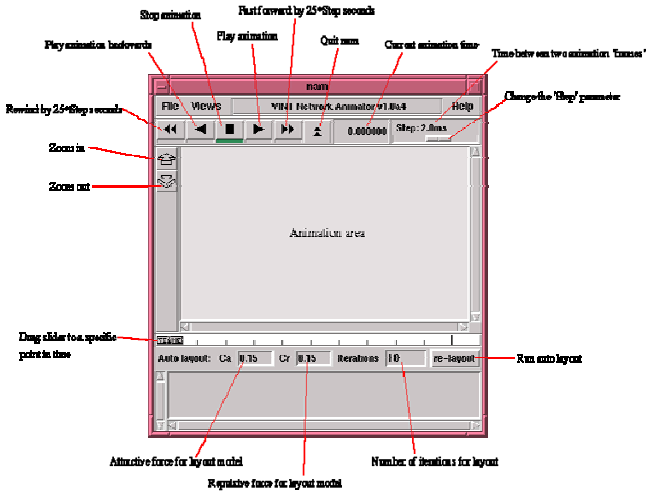 Fast forward by 25*Step seconds
Stop animation
Play animation
Quit nam
Play animation backwards
Current animation time
Time between two animation "frames"
nam
Change the 'Step' parameter
File Views VINT Network Animator v1.0a4 Help
Rewind by 25*Step seconds
0.000000
Step: 2.0ms
Zoom in
Zoom out
Animation area
Drag slider to a specific
point in time
Auto layout: Ca 0.15 Cr 0.15 Iterations 10 re-layout
Run auto layout
Attractive force for layout model
Number of iterations for layout
Repulsive force for layout model